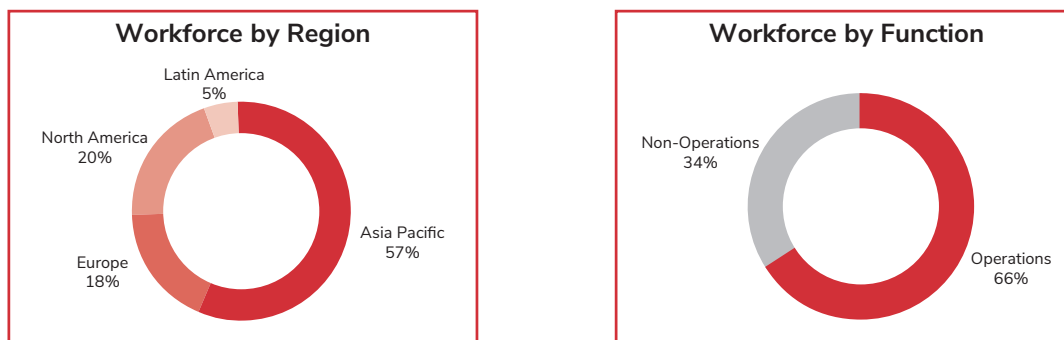 Workforce by Region
Latin America
5%
North America
20%
Asia Pacific
57%
Europe
18%
Workforce by Function
Non-Operations
34%
Operations
66%